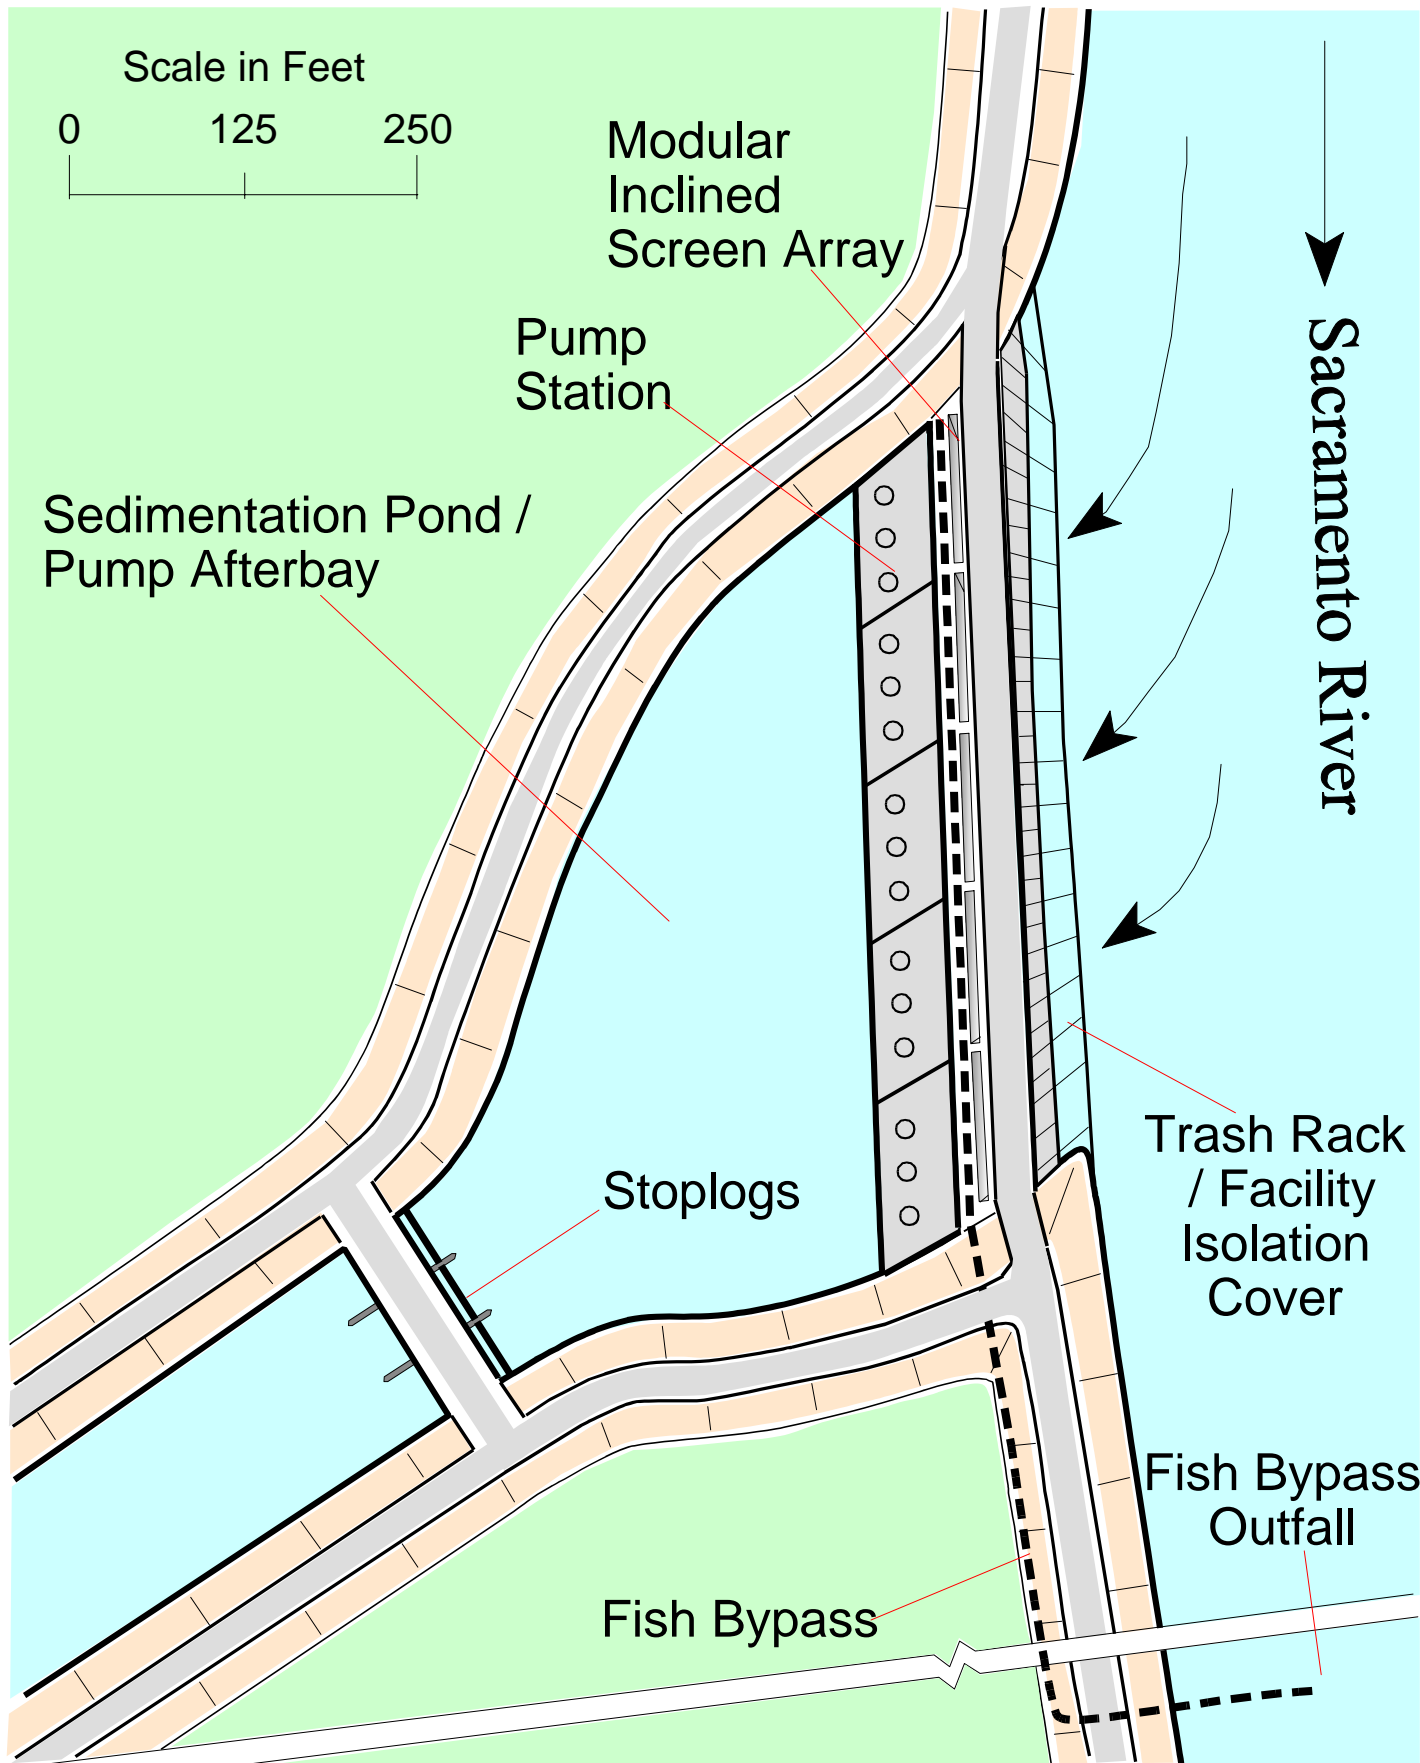 Scale in Feet
0 125 250
Modular
Inclined
Screen Array
Pump
Station
Sedimentation Pond /
Pump Afterbay
Sacramento River
Stoplogs
Trash Rack
/ Facility
Isolation
Cover
Fish Bypass
Outfall
Fish Bypass